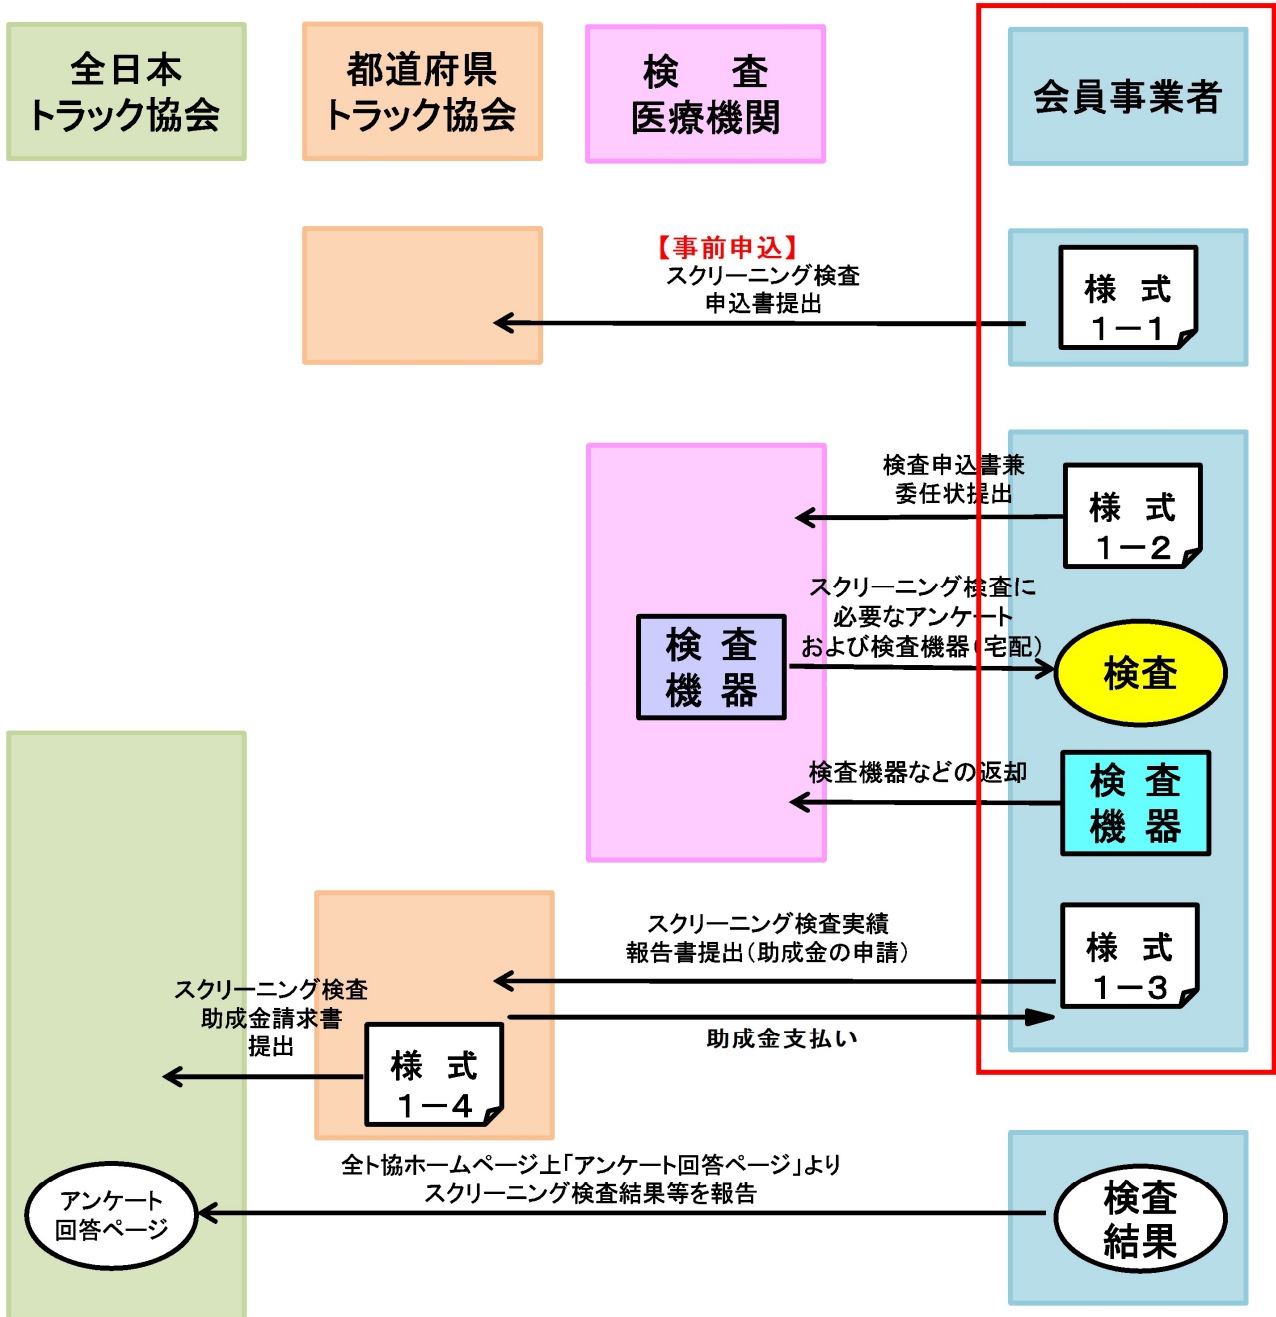 全日本
トラック協会
都道府県
トラック協会
検　査
医療機関
会員事業者
【事前申込】
スクリーニング検査
申込書提出
様 式
1－1
検査申込書兼
委任状提出
様 式
1－2
スクリーニング検査に
必要なアンケート
および検査機器（宅配）
検 査
機 器
検査
検査機器などの返却
検 査
機 器
スクリーニング検査実績
報告書提出（助成金の申請）
様 式
1－3
助成金支払い
スクリーニング検査
助成金請求書
提出
様 式
1－4
全ト協ホームページ上「アンケート回答ページ」より
スクリーニング検査結果等を報告
アンケート
回答ページ
検査
結果